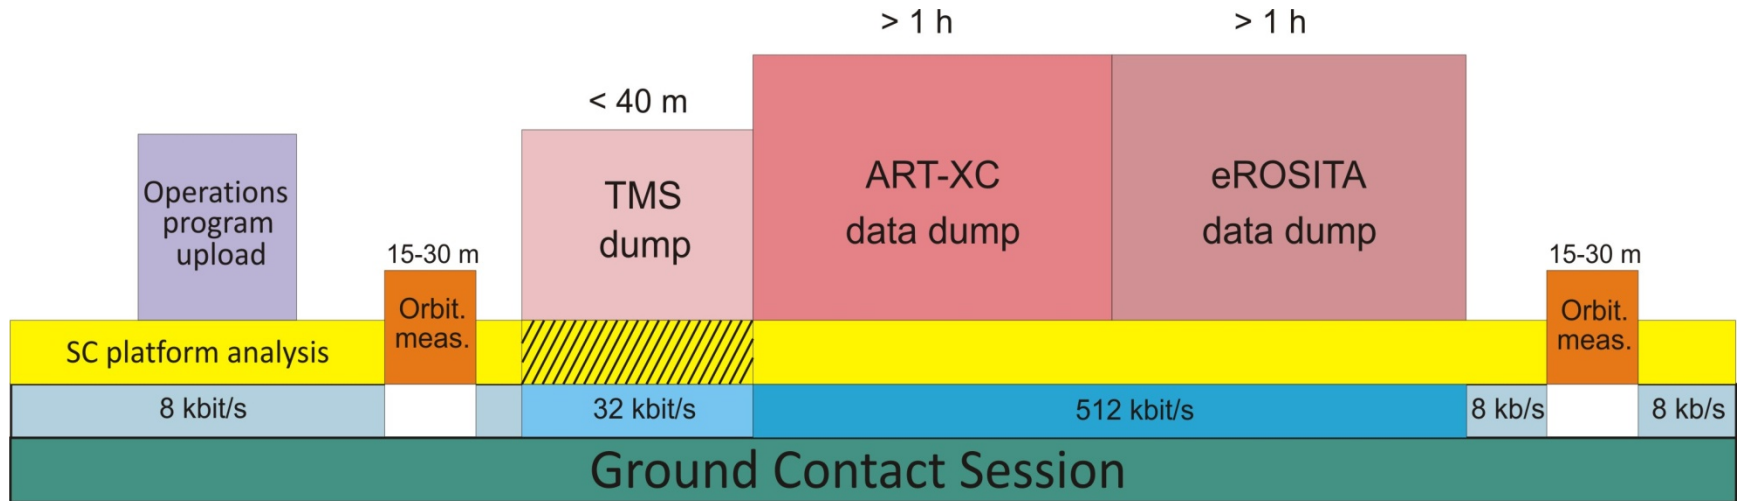 > 1 h
> 1 h
< 40 m
Operations
program
upload
15-30 m
Orbit.
meas.
TMS
dump
ART-XC
data dump
eROSITA
data dump
15-30 m
Orbit.
meas.
SC platform analysis
8 kbit/s
32 kbit/s
512 kbit/s
8 kb/s
8 kb/s
Ground Contact Session